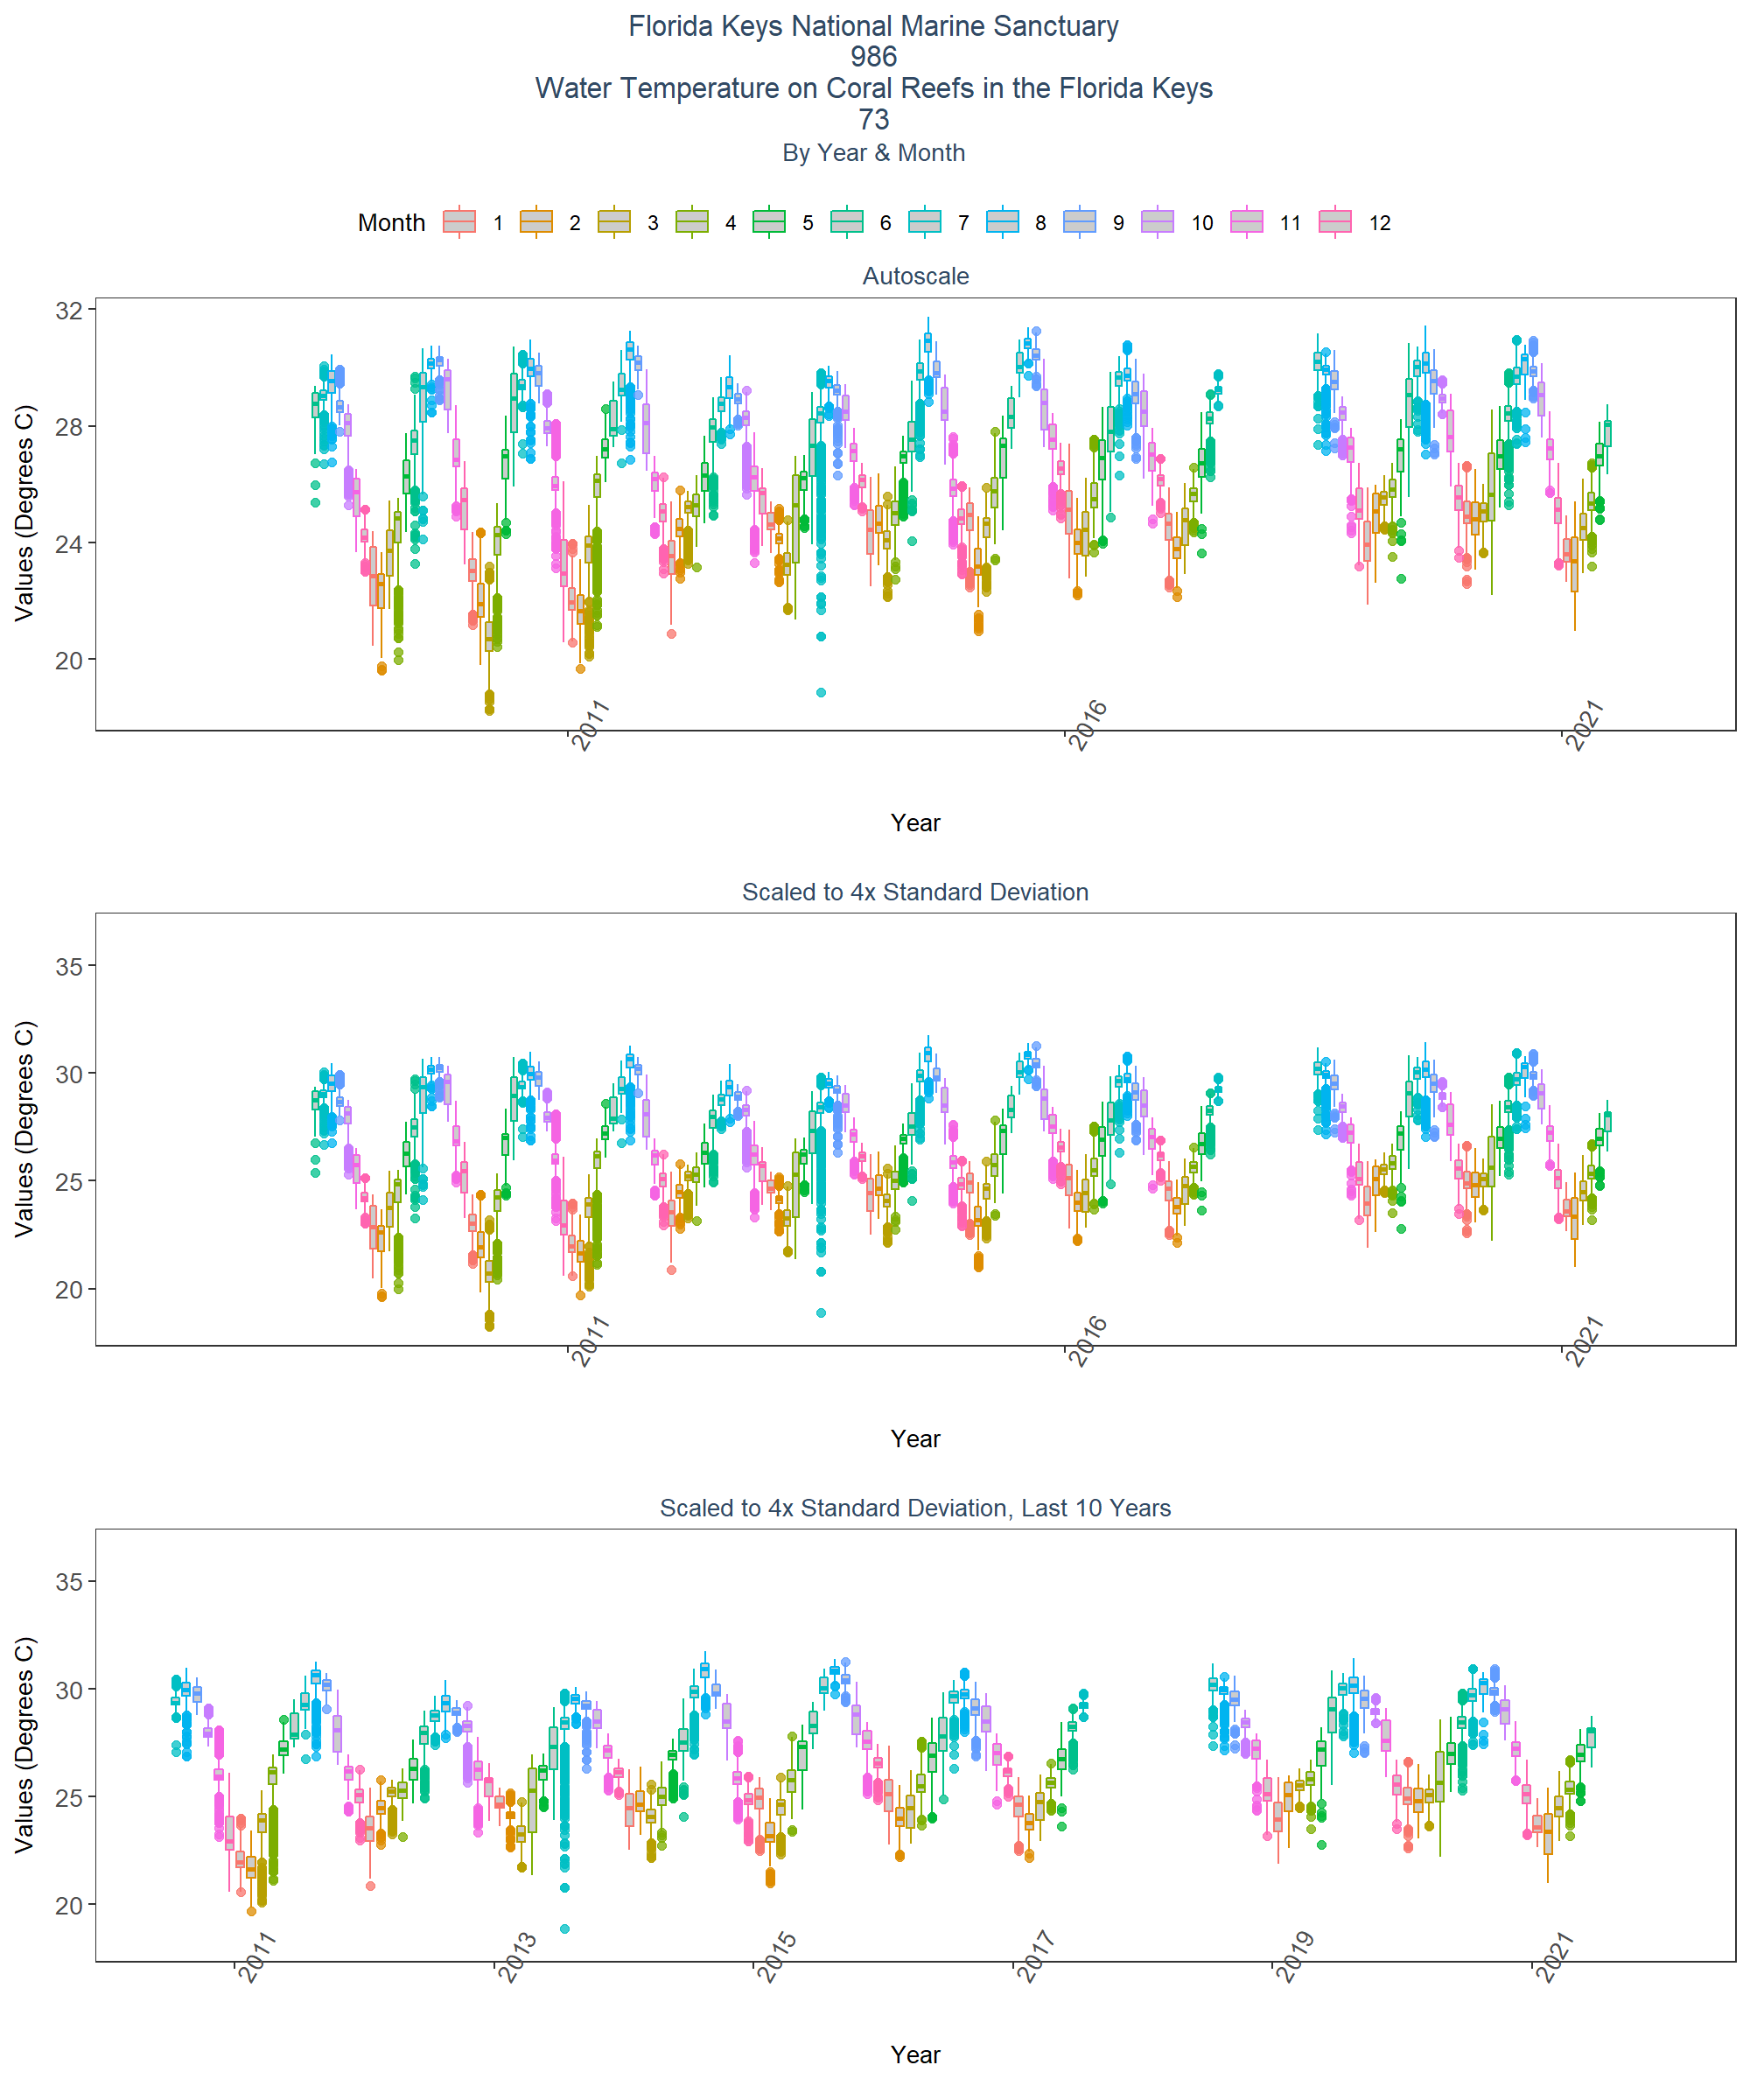 Florida Keys National Marine Sanctuary
986
Water Temperature on Coral Reefs in the Florida Keys
73
By Year & Month
Month 1 2 3 4 5 6 7 8 9 10 11 12
Autoscale
Values (Degrees C)
32
28
24
20
2011 2016 2021
Year
Scaled to 4x Standard Deviation
Values (Degrees C)
35
30
25
20
2011 2016 2021
Year
Scaled to 4x Standard Deviation, Last 10 Years
Values (Degrees C)
35
30
25
20
2011 2013 2015 2017 2019 2021
Year